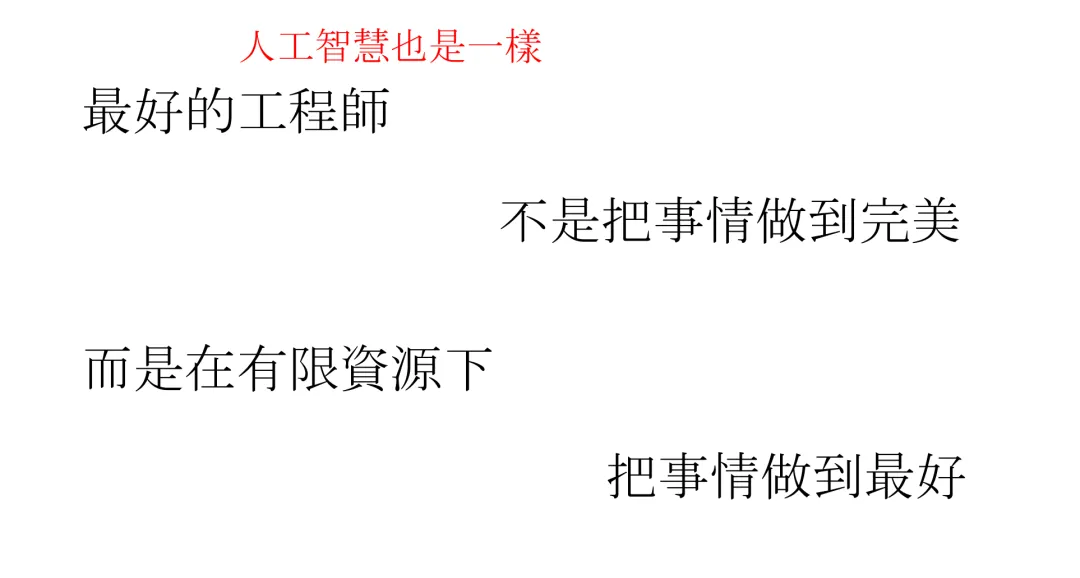 人工智慧也是一樣
最好的工程師
不是把事情做到完美
而是在有限資源下
把事情做到最好